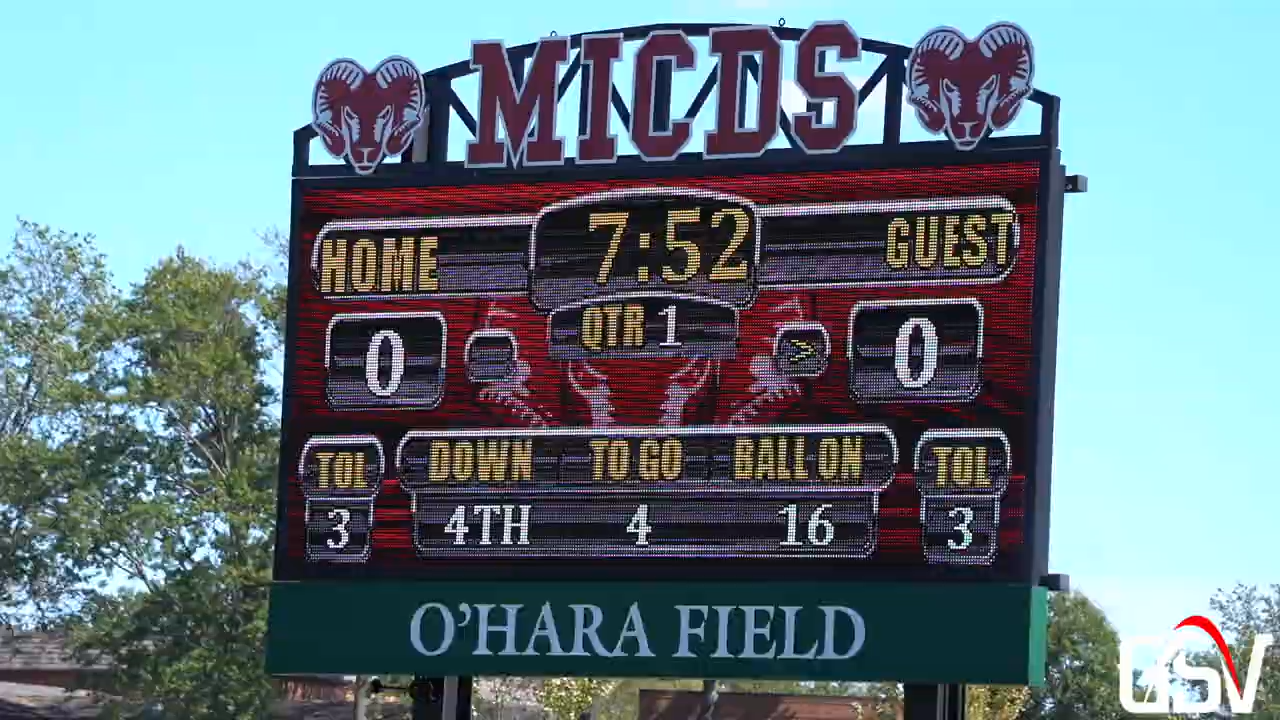 MICDS
HOME 7:52 GUEST
QTR 1
0 0
TOL DOWN TO GO BALL ON TOL
3 4TH 4 16 3
O'HARA FIELD